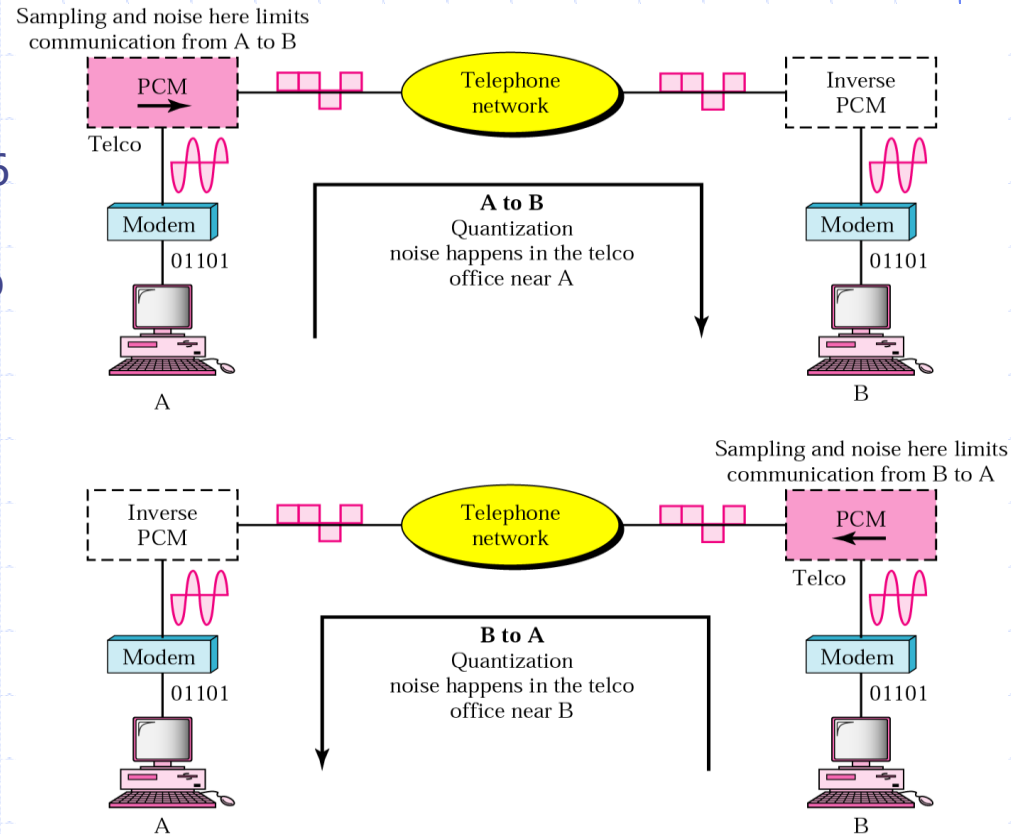 Sampling and noise here limits
communication from A to B
PCM
Telephone
network
Inverse
PCM
Telco
A to B
Quantization
noise happens in the telco
office near A
Modem
Modem
01101
01101
A
B
Sampling and noise here limits
communication from B to A
Inverse
PCM
Telephone
network
PCM
Telco
B to A
Quantization
noise happens in the telco
office near B
Modem
Modem
01101
01101
A
B